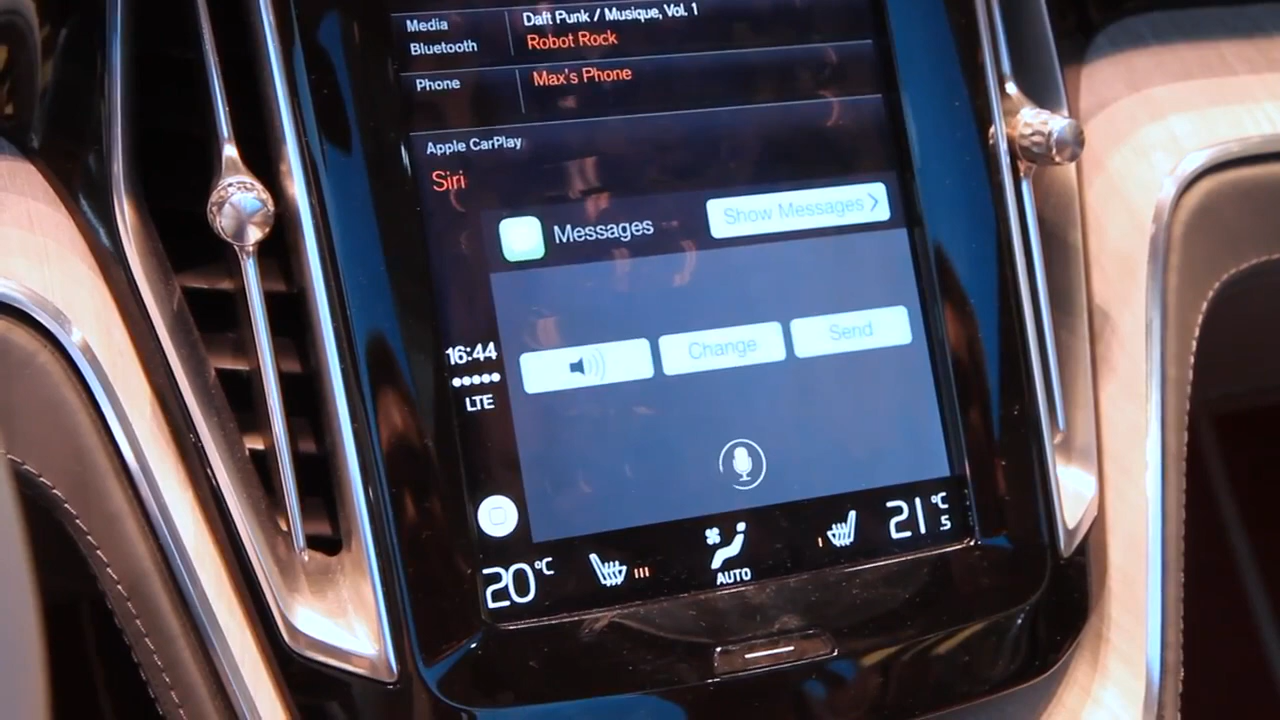 Media
Bluetooth
Daft Punk / Musique, Vol. 1
Robot Rock
Phone
Max's Phone
Apple CarPlay
Siri
Messages
Show Messages
16:44
LTE
Change
Send
20°C
AUTO
21.5°C